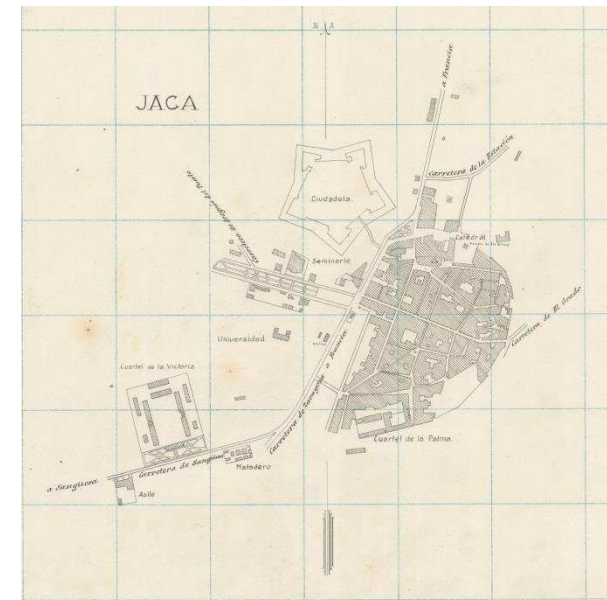 JACA
a Francia
Carretera de la Estación
Ciudadela.
Catedral
Seminario
Universidad
Carretera de El Grado
Cuartel de la Victoria
Carretera de Zaragoza a Francia
Cuartel de la Palma.
Carretera de Sangüesa
Matadero
a Sangüesa
Asilo